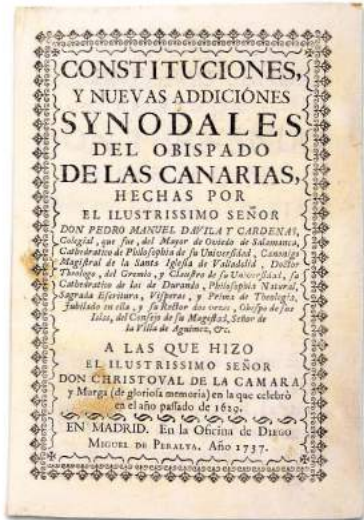 CONSTITUCIONES,
Y NUEVAS ADDICIÓNES
SYNODALES
DEL OBISPADO
DE LAS CANARIAS,
HECHAS POR
EL ILUSTRISSIMO SEÑOR
DON PEDRO MANUEL DAVILA Y CARDENAS,
Colegial, que fue, del Mayor de Oviedo de Salamanca,
Cathedratico de Philosophia de su Universidad, Canonigo
Magistral de la Santa Iglesia de Valladolid, Doctor
Theologo, del Gremio, y Claustro de su Universidad, su
Cathedratico de las de Durando, Philosophia Natural,
Sagrada Escritura, Visperas, y Prima de Theologia,
Jubilado en ella, y su Rector dos veces, Obispo de sus
Islas, del Consejo de su Magestad, Señor de
la Villa de Aguimez, &c.
A LAS QUE HIZO
EL ILUSTRISSIMO SEÑOR
DON CHRISTOVAL DE LA CAMARA
y Murga (de gloriosa memoria) en la que celebrò
en el año passado de 1629.
EN MADRID. En la Oficina de DIEGO
MIGUEL DE PERALTA, Año 1737.